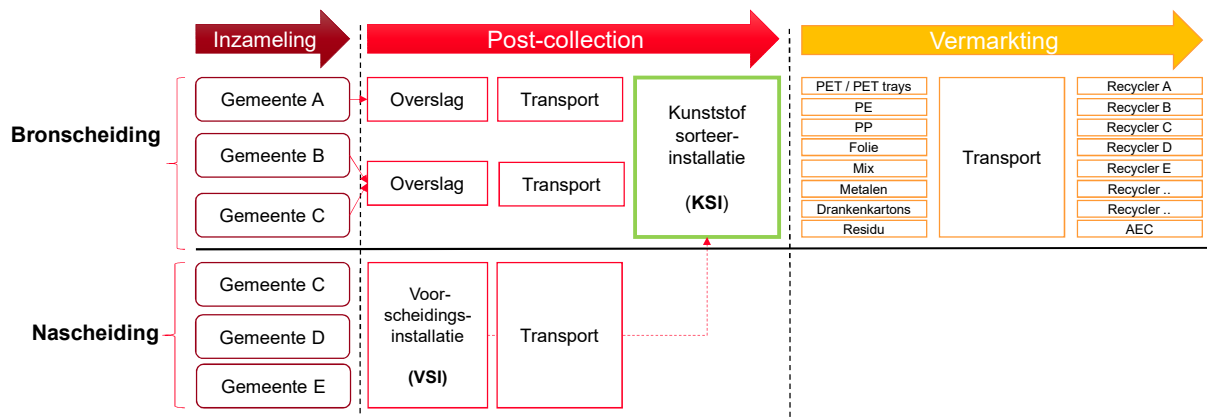 Inzameling
Post-collection
Vermarkting
Bronscheiding
Gemeente A
Gemeente B
Gemeente C
Overslag
Transport
Overslag
Transport
Kunststof
sorteer-
installatie
(KSI)
PET / PET trays
PE
PP
Folie
Mix
Metalen
Drankenkartons
Residu
Transport
Recycler A
Recycler B
Recycler C
Recycler D
Recycler E
Recycler ..
Recycler ..
AEC
Nascheiding
Gemeente C
Gemeente D
Gemeente E
Voor-
scheidings-
installatie
(VSI)
Transport